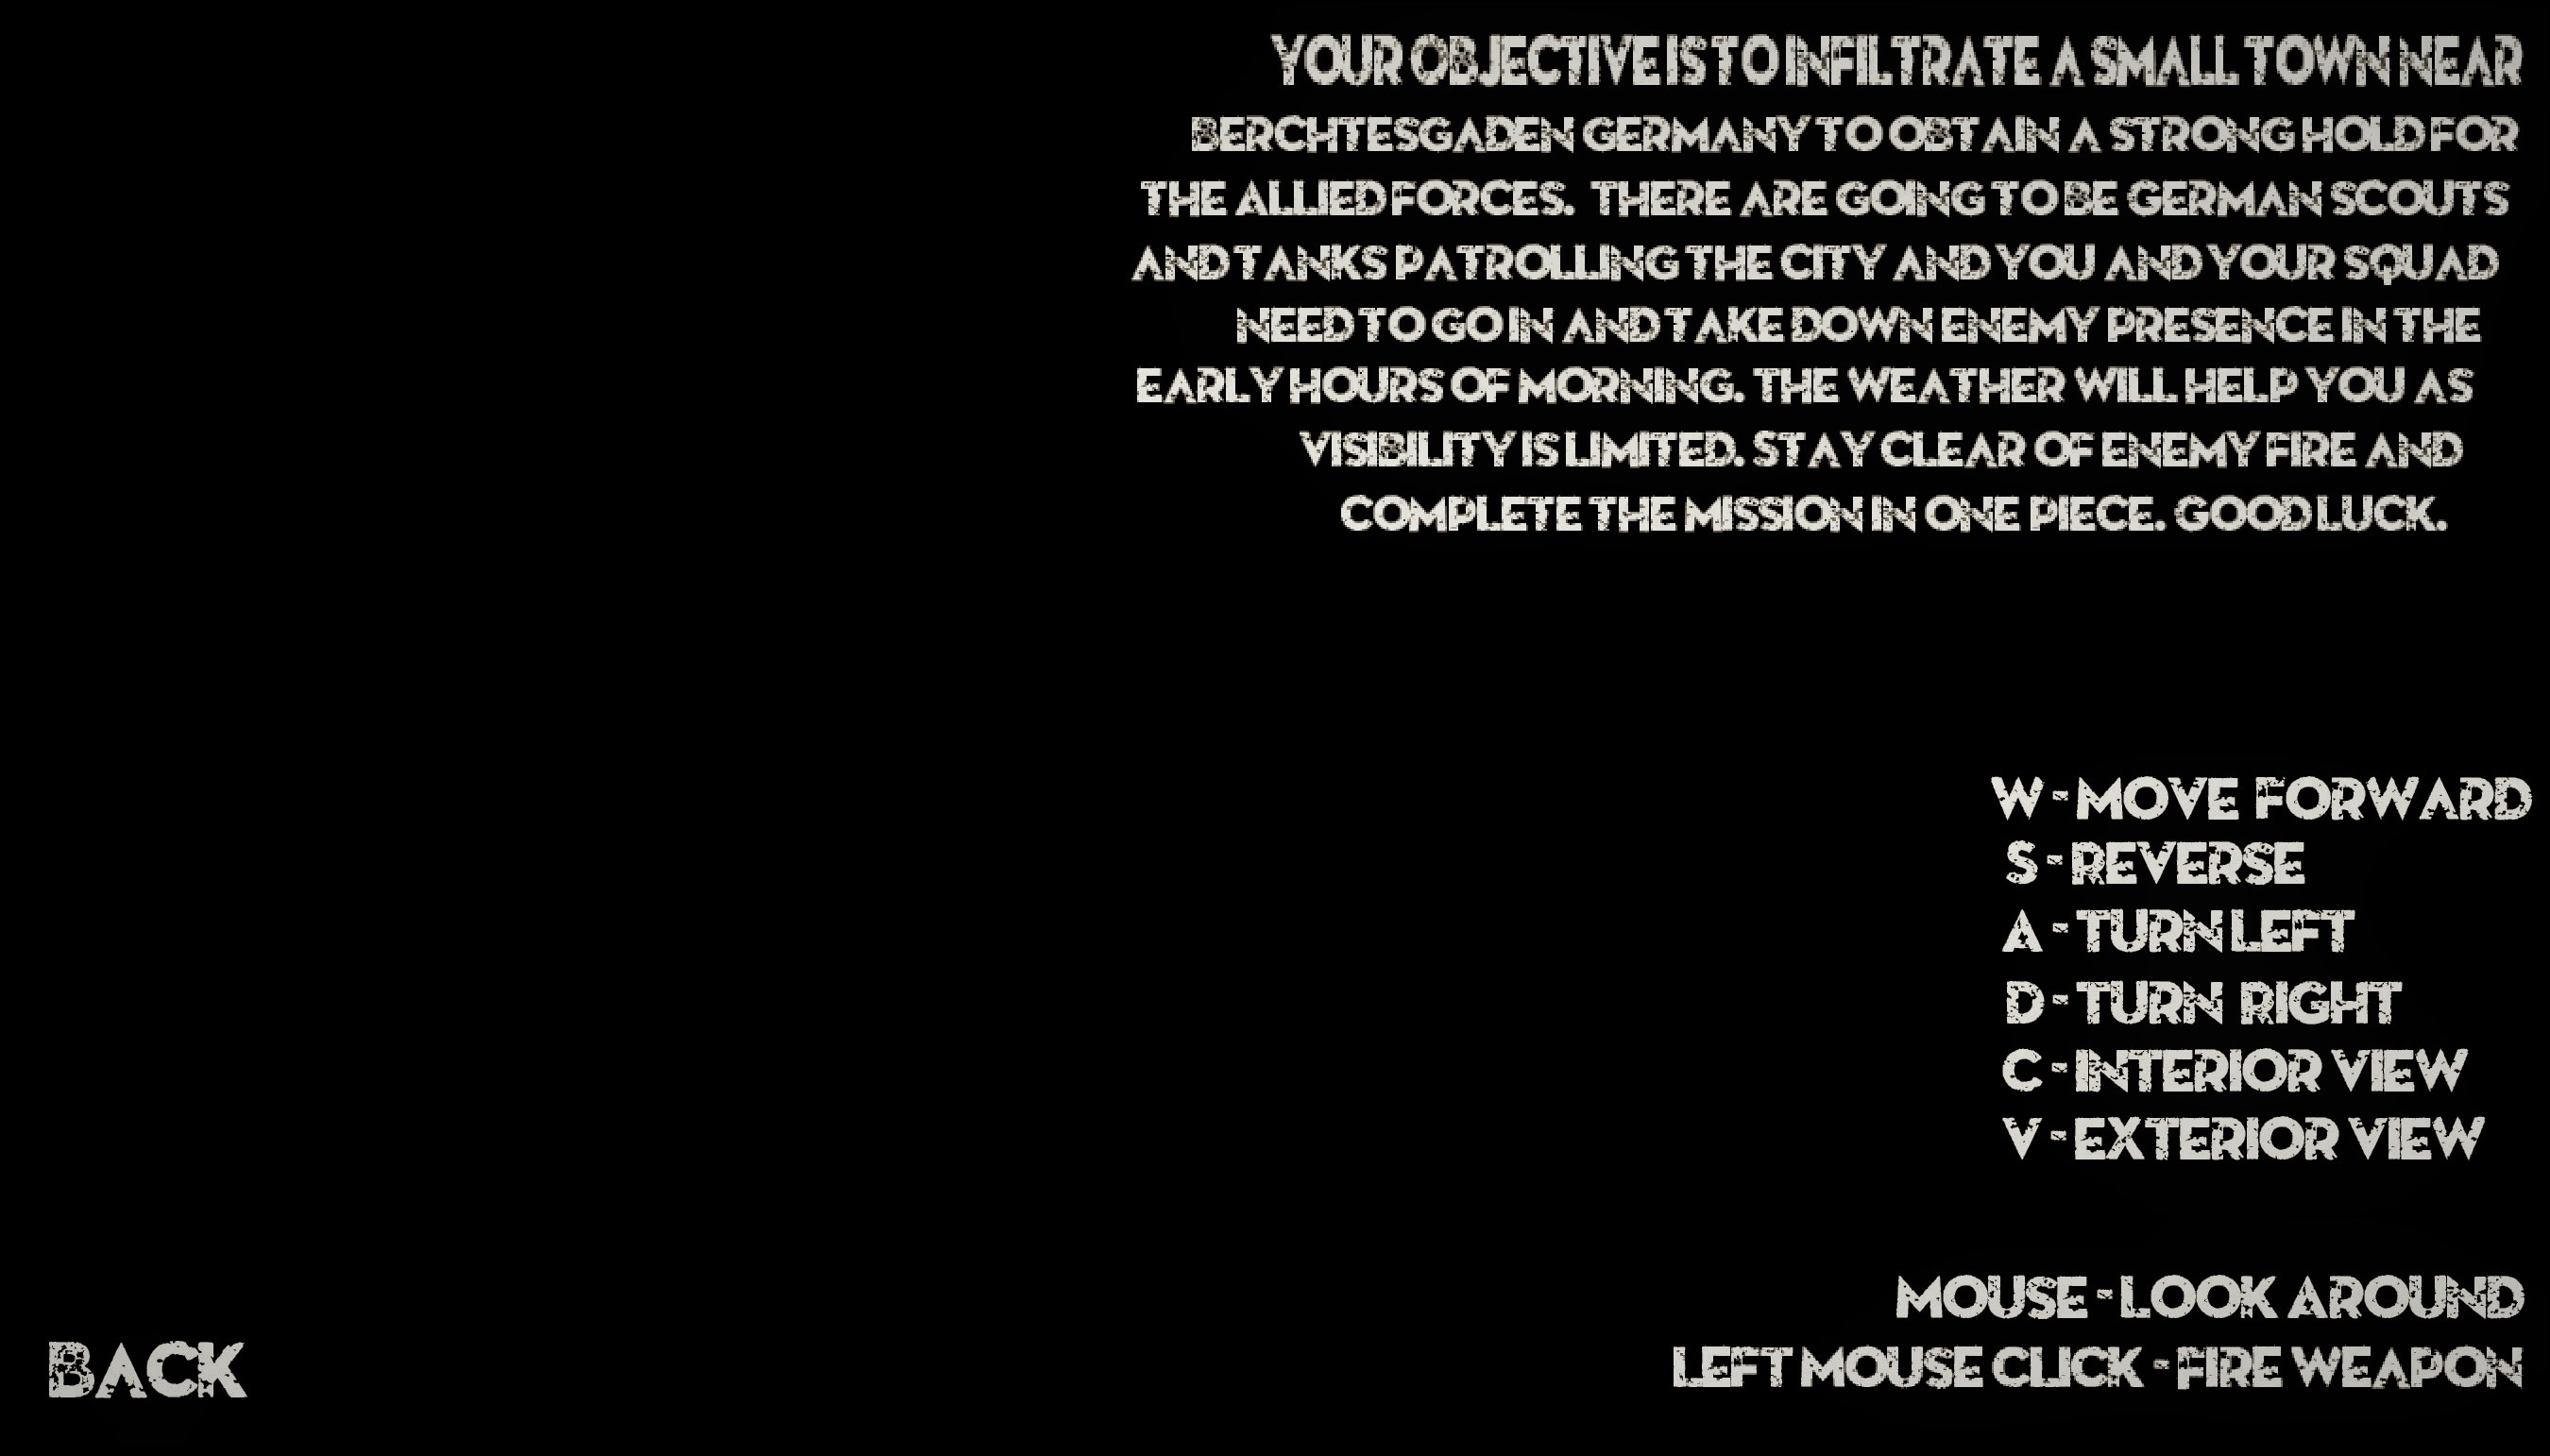 YOUR OBJECTIVE IS TO INFILTRATE A SMALL TOWN NEAR
BERCHTESGADEN GERMANY TO OBTAIN A STRONG HOLD FOR
THE ALLIED FORCES. THERE ARE GOING TO BE GERMAN SCOUTS
AND TANKS PATROLLING THE CITY AND YOU AND YOUR SQUAD
NEED TO GO IN AND TAKE DOWN ENEMY PRESENCE IN THE
EARLY HOURS OF MORNING. THE WEATHER WILL HELP YOU AS
VISIBILITY IS LIMITED. STAY CLEAR OF ENEMY FIRE AND
COMPLETE THE MISSION IN ONE PIECE. GOOD LUCK.
W - MOVE FORWARD
S - REVERSE
A - TURN LEFT
D - TURN RIGHT
C - INTERIOR VIEW
V - EXTERIOR VIEW
MOUSE - LOOK AROUND
LEFT MOUSE CLICK - FIRE WEAPON
BACK